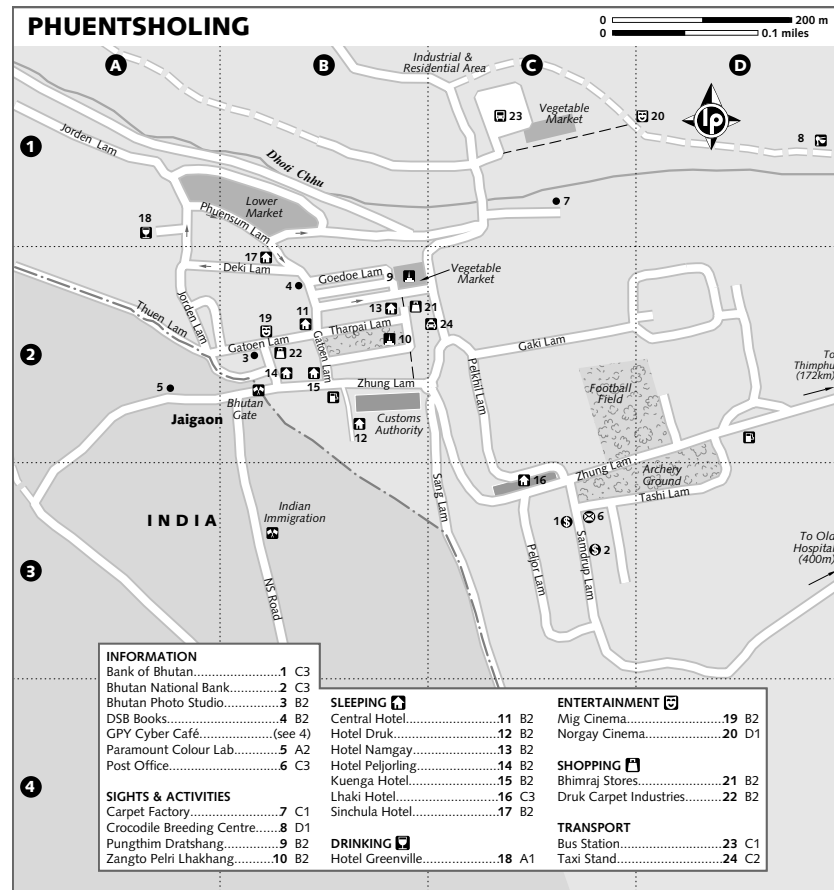 PHUENTSHOLING
0 200 m
0 0.1 miles
A B C D
1
2
3
4
Industrial &
Residential Area
23
Vegetable
Market
20
lp
8
Jorden Lam
Dhoti Chhu
Lower
Market
Phuensum Lam
18
7
17
Deki Lam
Goedoe Lam
9
Vegetable
Market
4
Jorden Lam
Thuen Lam
19
11
13
21
24
Tharpai Lam
10
Gatoen Lam
Gatoen Lam
3
22
14
15
Zhung Lam
Gaki Lam
Pelkhil Lam
To
Thimphu
(172km)
Football
Field
5
Bhutan
Gate
Jaigaon
Customs
Authority
12
Zhung Lam
Archery
Ground
16
Tashi Lam
Sang Lam
INDIA
Indian
Immigration
1
6
2
Samdrup Lam
Peljor Lam
To Old
Hospital
(400m)
NS Road
INFORMATION
Bank of Bhutan............................1 C3
Bhutan National Bank...............2 C3
Bhutan Photo Studio.................3 B2
DSB Books..................................4 B2
GPY Cyber Café..................(see 4)
Paramount Colour Lab.............5 A2
Post Office..................................6 C3
SIGHTS & ACTIVITIES
Carpet Factory............................7 C1
Crocodile Breeding Centre.......8 D1
Pungthim Dratshang.................9 B2
Zangto Pelri Lhakhang............10 B2
SLEEPING
Central Hotel.............................11 B2
Hotel Druk.................................12 B2
Hotel Namgay...........................13 B2
Hotel Peljorling.........................14 B2
Kuenga Hotel............................15 B2
Lhaki Hotel................................16 C3
Sinchula Hotel...........................17 B2
DRINKING
Hotel Greenville........................18 A1
ENTERTAINMENT
Mig Cinema...............................19 B2
Norgay Cinema.........................20 D1
SHOPPING
Bhimraj Stores...........................21 B2
Druk Carpet Industries.............22 B2
TRANSPORT
Bus Station................................23 C1
Taxi Stand..................................24 C2